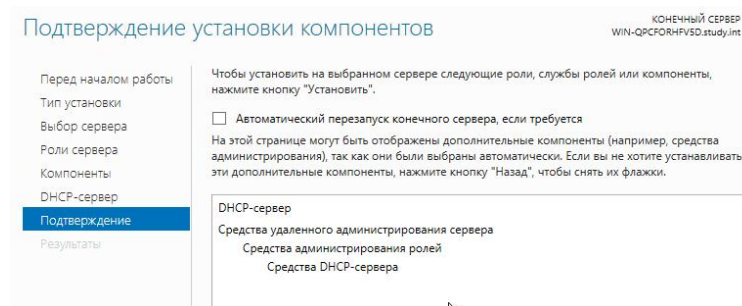 Подтверждение установки компонентов
КОНЕЧНЫЙ СЕРВЕР
WIN-QPCFORHFV5D.study.int
Перед началом работы
Тип установки
Выбор сервера
Роли сервера
Компоненты
DHCP-сервер
Подтверждение
Результаты
Чтобы установить на выбранном сервере следующие роли, службы ролей или компоненты,
нажмите кнопку "Установить".
Автоматический перезапуск конечного сервера, если требуется
На этой странице могут быть отображены дополнительные компоненты (например, средства
администрирования), так как они были выбраны автоматически. Если вы не хотите устанавливать
эти дополнительные компоненты, нажмите кнопку "Назад", чтобы снять их флажки.
DHCP-сервер
Средства удаленного администрирования сервера
Средства администрирования ролей
Средства DHCP-сервера